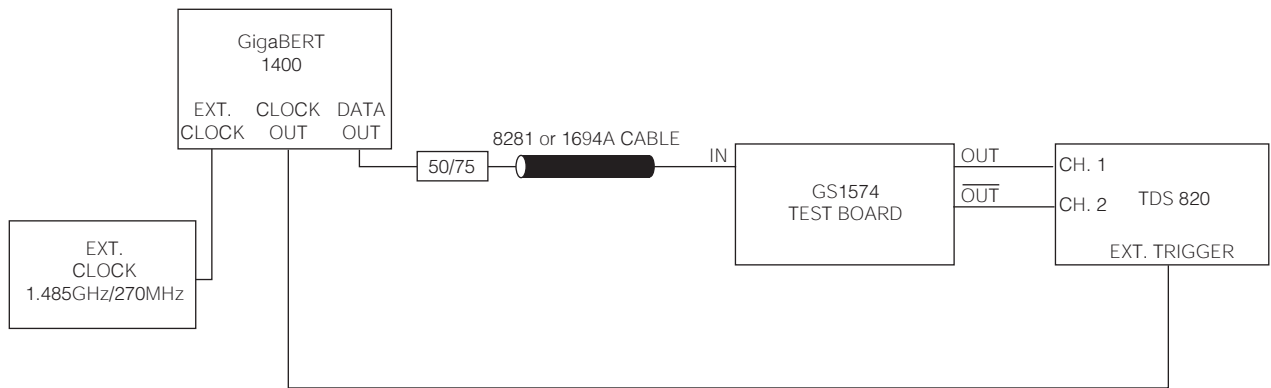 GigaBERT
1400
EXT.
CLOCK
CLOCK
OUT
DATA
OUT
8281 or 1694A CABLE
50/75
IN
GS1574
TEST BOARD
OUT
OUT
CH. 1
CH. 2
TDS 820
EXT. TRIGGER
EXT.
CLOCK
1.485GHz/270MHz